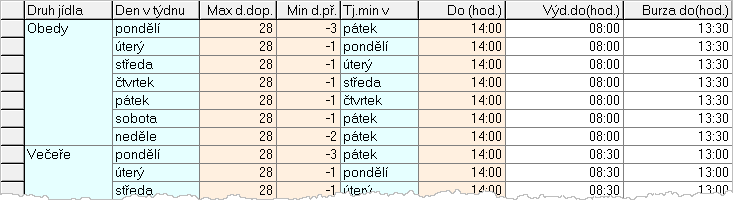 Druh jídla Den v týdnu Max d.dop. Min d.př. Tj.min v Do (hod.) Výd.do(hod.) Burza do(hod.)
Obedy pondělí 28 -3 pátek 14:00 08:00 13:30
úterý 28 -1 pondělí 14:00 08:00 13:30
středa 28 -1 úterý 14:00 08:00 13:30
čtvrtek 28 -1 středa 14:00 08:00 13:30
pátek 28 -1 čtvrtek 14:00 08:00 13:30
sobota 28 -1 pátek 14:00 08:00 13:30
neděle 28 -2 pátek 14:00 08:00 13:30
Večeře pondělí 28 -3 pátek 14:00 08:30 13:00
úterý 28 -1 pondělí 14:00 08:30 13:00
středa 28 -1 úterý 14:00 08:30 13:00